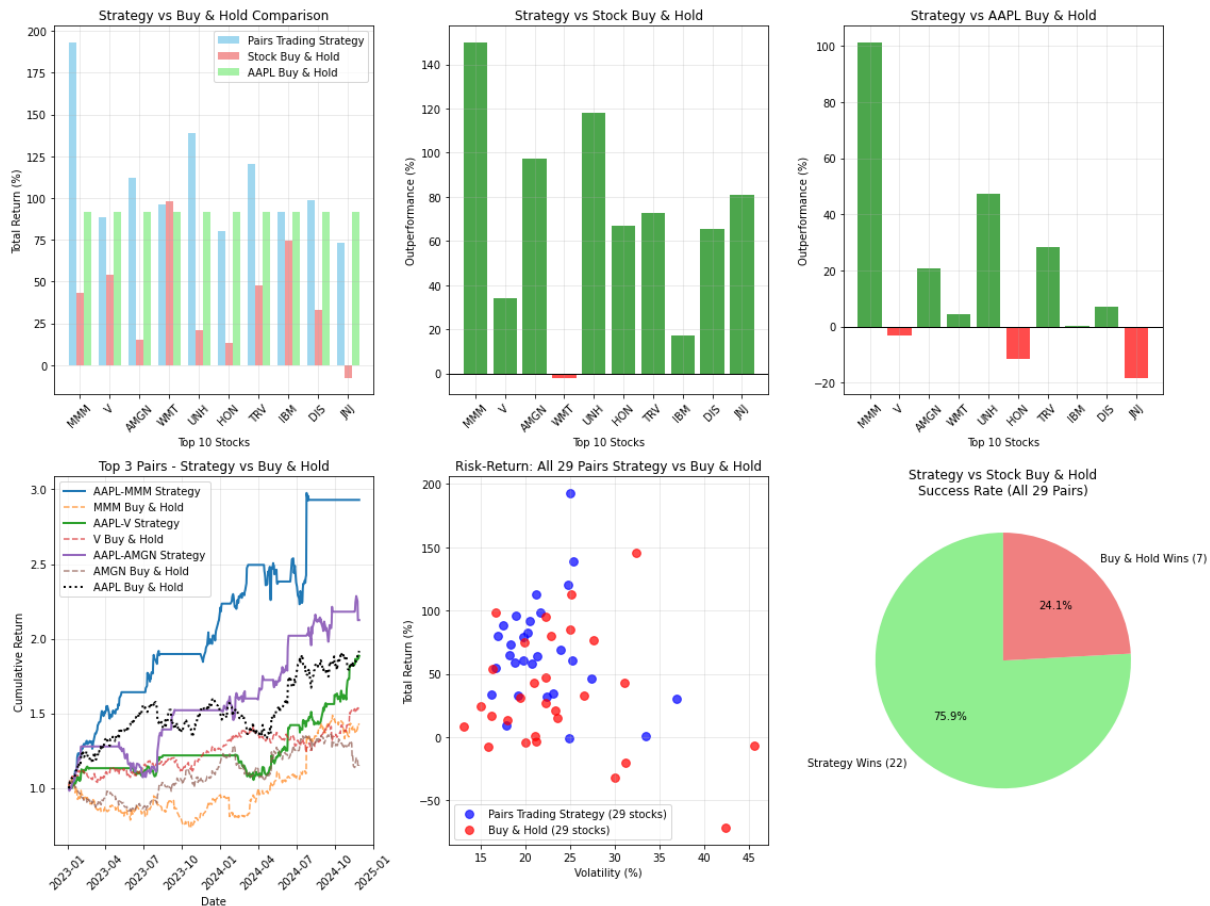 Strategy vs Buy & Hold Comparison
Total Return (%)
200
175
150
125
100
75
50
25
0
Pairs Trading Strategy
Stock Buy & Hold
AAPL Buy & Hold
MMM
V
AMGN
WMT
UNH
HON
TRV
IBM
DIS
JNJ
Top 10 Stocks
Strategy vs Stock Buy & Hold
Outperformance (%)
140
120
100
80
60
40
20
0
MMM
V
AMGN
WMT
UNH
HON
TRV
IBM
DIS
JNJ
Top 10 Stocks
Strategy vs AAPL Buy & Hold
Outperformance (%)
100
80
60
40
20
0
−20
MMM
V
AMGN
WMT
UNH
HON
TRV
IBM
DIS
JNJ
Top 10 Stocks
Top 3 Pairs - Strategy vs Buy & Hold
Cumulative Return
3.0
2.5
2.0
1.5
1.0
AAPL-MMM Strategy
MMM Buy & Hold
AAPL-V Strategy
V Buy & Hold
AAPL-AMGN Strategy
AMGN Buy & Hold
AAPL Buy & Hold
2023-01
2023-04
2023-07
2023-10
2024-01
2024-04
2024-07
2024-10
2025-01
Date
Risk-Return: All 29 Pairs Strategy vs Buy & Hold
Total Return (%)
200
150
100
50
0
−50
Pairs Trading Strategy (29 stocks)
Buy & Hold (29 stocks)
15
20
25
30
35
40
45
Volatility (%)
Strategy vs Stock Buy & Hold
Success Rate (All 29 Pairs)
Buy & Hold Wins (7)
24.1%
75.9%
Strategy Wins (22)